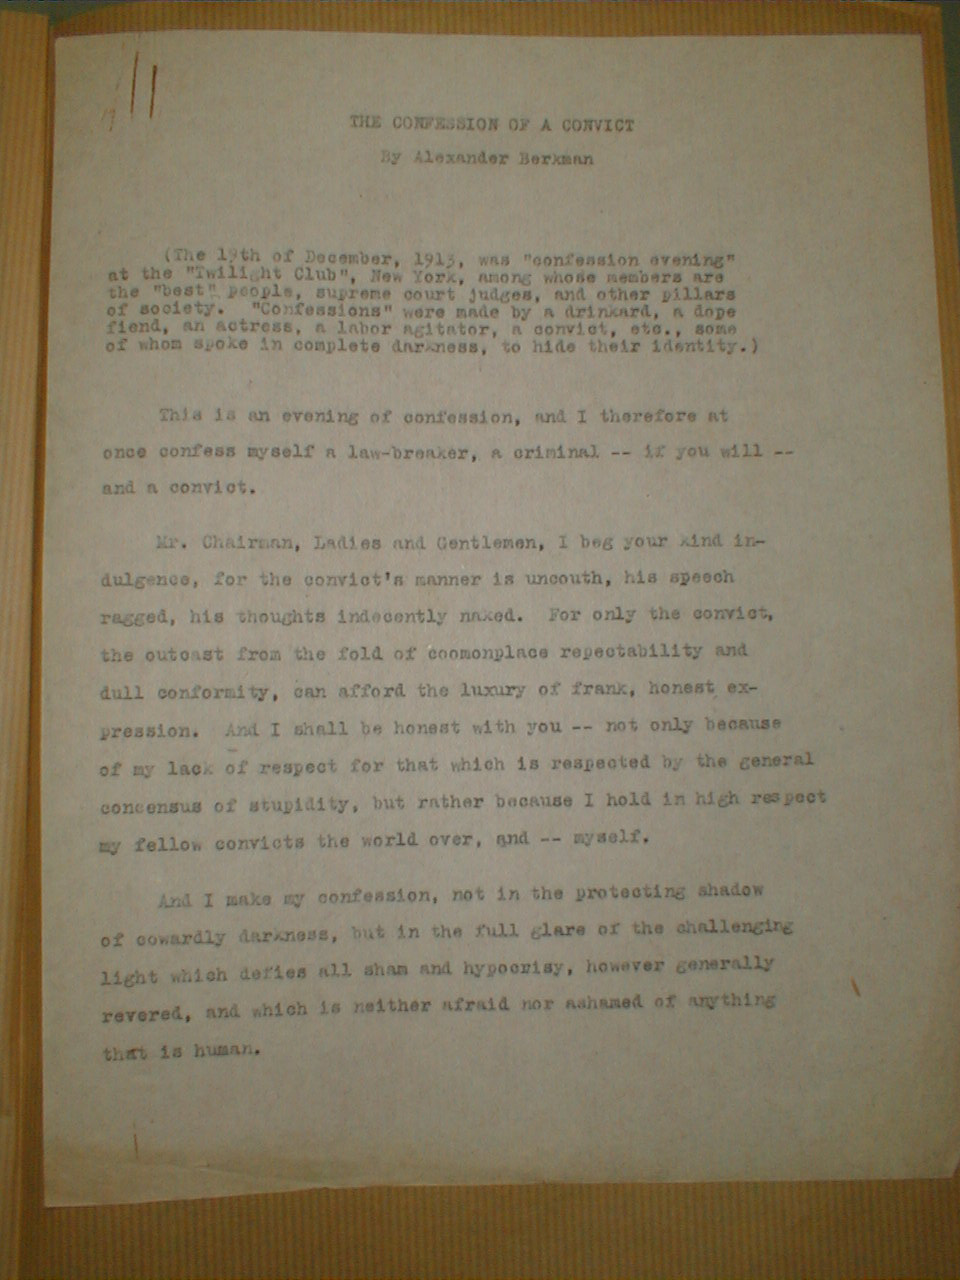 THE CONFESSION OF A CONVICT
By Alexander Berkman
(The 19th of December, 1913, was "confession evening"
at the "Twilight Club", New York, among whose members are
the "best" people, supreme court judges, and other pillars
of society.  "Confessions" were made by a drinkard, a dope
fiend, an actress, a labor agitator, a convict, etc., some
of whom spoke in complete darkness, to hide their identity.)
This is an evening of confession, and I therefore at
once confess myself a law-breaker, a criminal -- if you will --
and a convict.
Mr. Chairman, Ladies and Gentlemen, I beg your kind in-
dulgence, for the convict's manner is uncouth, his speech
ragged, his thoughts indecently naked.  For only the convict,
the outcast from the fold of coomonplace repectability and
dull conformity, can afford the luxury of frank, honest ex-
pression.  And I shall be honest with you -- not only because
of my lack of respect for that which is respected by the general
concensus of stupidity, but rather because I hold in high respect
my fellow convicts the world over, and -- myself.
And I make my confession, not in the protecting shadow
of cowardly darkness, but in the full glare of the challenging
light which defies all sham and hypocrisy, however generally
revered, and which is neither afraid nor ashamed of anything
that is human.